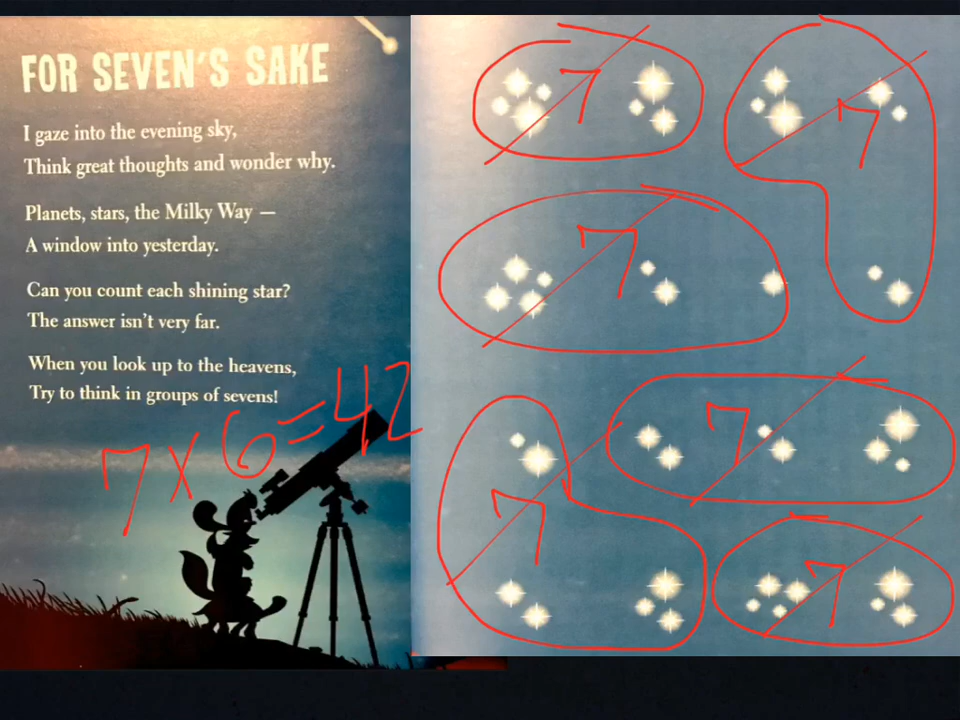 FOR SEVEN'S SAKE
I gaze into the evening sky,
Think great thoughts and wonder why.
Planets, stars, the Milky Way —
A window into yesterday.
Can you count each shining star?
The answer isn't very far.
When you look up to the heavens,
Try to think in groups of sevens!
7x6=42
7
7
7
7
7
7